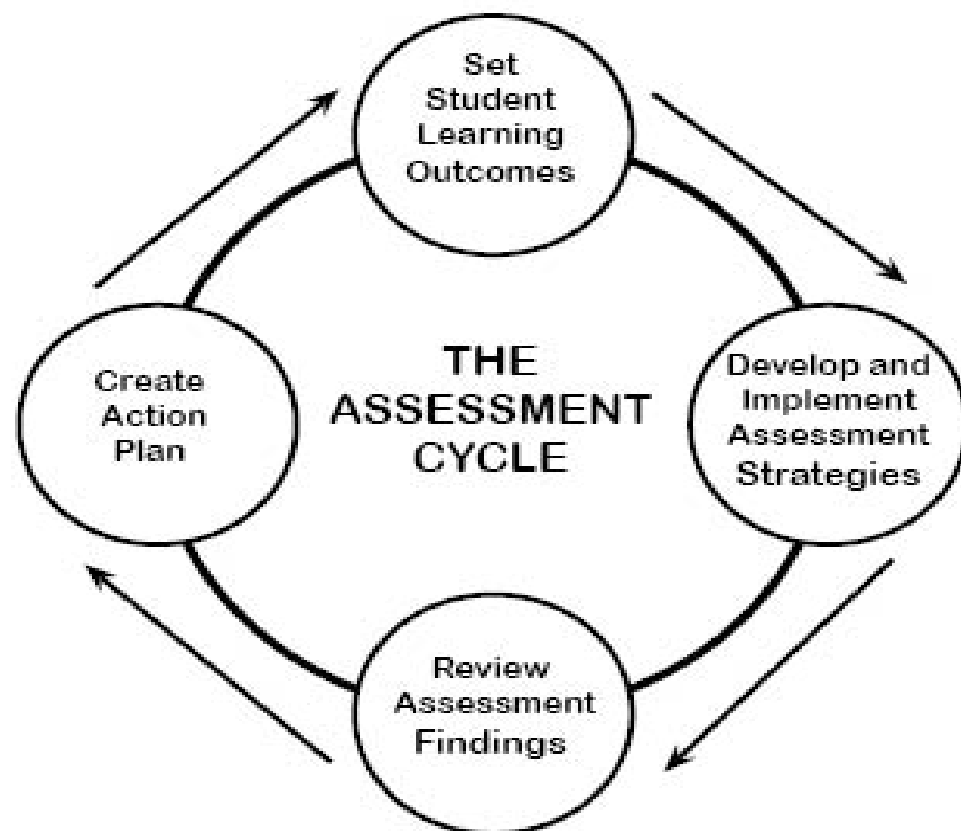 Set
Student
Learning
Outcomes
Develop and
Implement
Assessment
Strategies
THE
ASSESSMENT
CYCLE
Create
Action
Plan
Review
Assessment
Findings